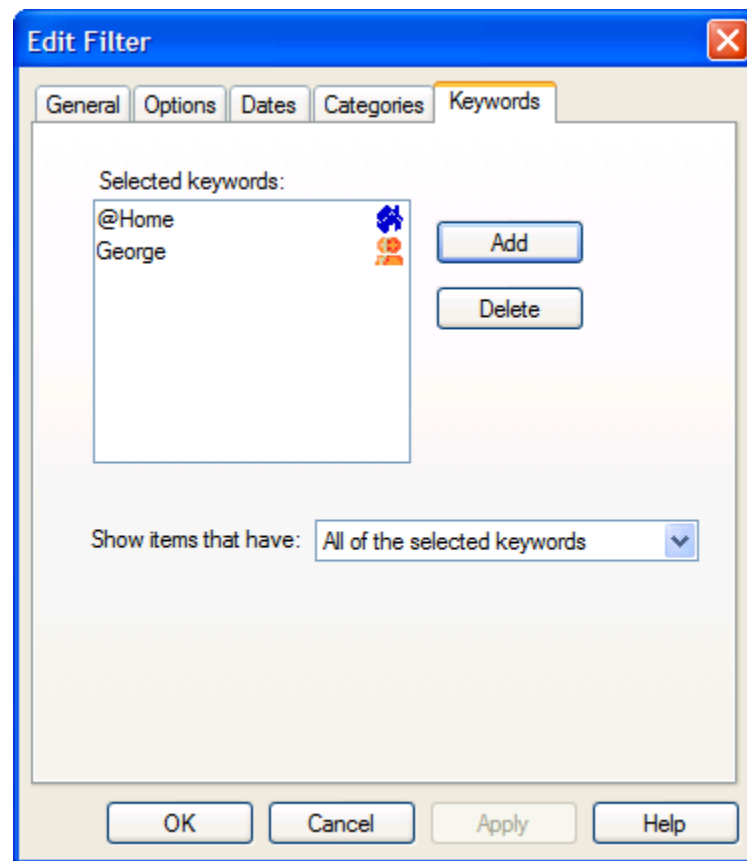 Edit Filter
General Options Dates Categories Keywords
Selected keywords:
@Home
George
Add
Delete
Show items that have: All of the selected keywords
OK Cancel Apply Help